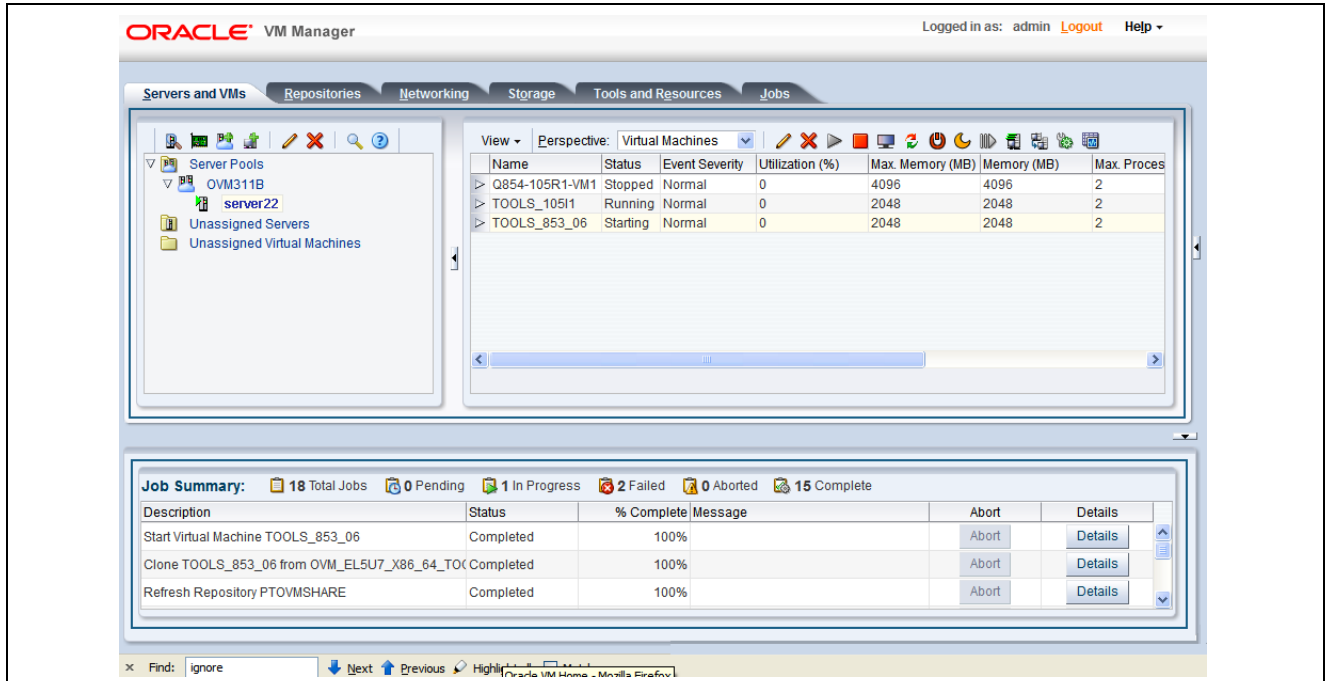 ORACLE VM Manager
Logged in as: admin Logout Help
Servers and VMs Repositories Networking Storage Tools and Resources Jobs
View Perspective: Virtual Machines
Server Pools
OVM311B
server22
Unassigned Servers
Unassigned Virtual Machines
Name Status Event Severity Utilization (%) Max. Memory (MB) Memory (MB) Max. Proces
Q854-105R1-VM1 Stopped Normal 0 4096 4096 2
TOOLS_105I1 Running Normal 0 2048 2048 2
TOOLS_853_06 Starting Normal 0 2048 2048 2
Job Summary: 18 Total Jobs 0 Pending 1 In Progress 2 Failed 0 Aborted 15 Complete
Description Status % Complete Message Abort Details
Start Virtual Machine TOOLS_853_06 Completed 100% Abort Details
Clone TOOLS_853_06 from OVM_EL5U7_X86_64_TO Completed 100% Abort Details
Refresh Repository PTOVMSHARE Completed 100% Abort Details
× Find: ignore Next Previous
Oracle VM Home - Mozilla Firefox